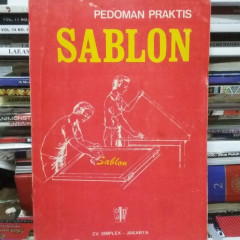 PEDOMAN PRAKTIS
SABLON
Sablon
CV SIMPLEX - JAKARTA